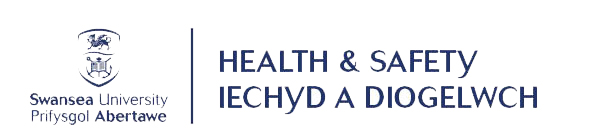 Swansea University
Prifysgol Abertawe
HEALTH & SAFETY
IECHYD A DIOGELWCH